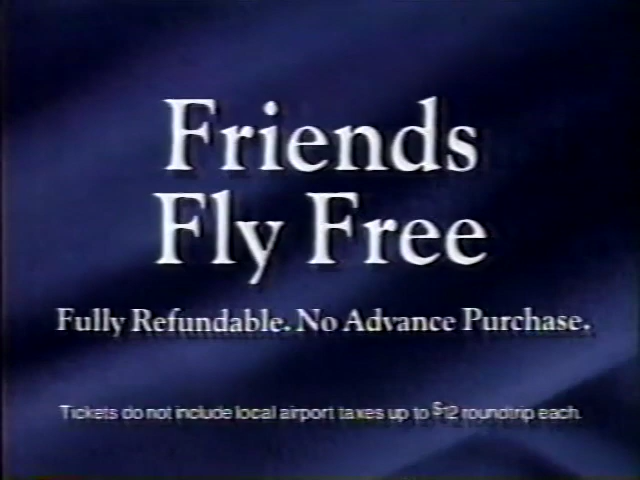 Friends
Fly Free
Fully Refundable. No Advance Purchase.
Tickets do not include local airport taxes up to $12 roundtrip each.